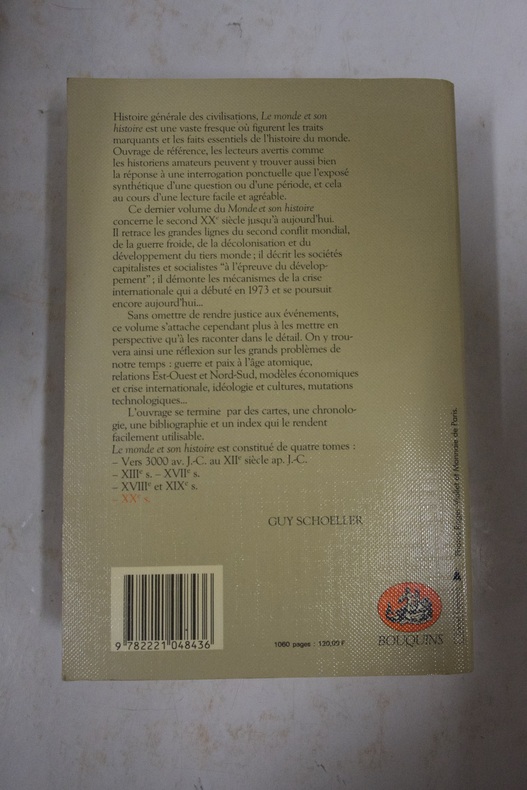 Histoire générale des civilisations, Le monde et son
histoire est une vaste fresque où figurent les traits
marquants et les faits essentiels de l'histoire du monde.
Ouvrage de référence, les lecteurs avertis comme
les historiens amateurs peuvent y trouver aussi bien
la réponse à une interrogation ponctuelle que l'exposé
synthétique d'une question ou d'une période, et cela
au cours d'une lecture facile et agréable.
Ce dernier volume du Monde et son histoire
concerne le second XXe siècle jusqu'à aujourd'hui.
Il retrace les grandes lignes du second conflit mondial,
de la guerre froide, de la décolonisation et du
développement du tiers monde ; il décrit les sociétés
capitalistes et socialistes "à l'épreuve du dévelop-
pement" ; il démonte les mécanismes de la crise
internationale qui a débuté en 1973 et se poursuit
encore aujourd'hui...
Sans omettre de rendre justice aux événements,
ce volume s'attache cependant plus à les mettre en
perspective qu'à les raconter dans le détail. On y trou-
vera ainsi une réflexion sur les grands problèmes de
notre temps : guerre et paix à l'âge atomique,
relations Est-Ouest et Nord-Sud, modèles économiques
et crise internationale, idéologie et cultures, mutations
technologiques...
L'ouvrage se termine par des cartes, une chronolo-
gie, une bibliographie et un index qui le rendent
facilement utilisable.
Le monde et son histoire est constitué de quatre tomes :
– Vers 3000 av. J.-C. au XIIe siècle ap. J.-C.
– XIIIe s. – XVIIe s.
– XVIIIe et XIXe s.
– XXe s.
GUY SCHOELLER
9 782221 048436
1060 pages : 120,00 F
BOUQUINS
Monnaie de Paris.